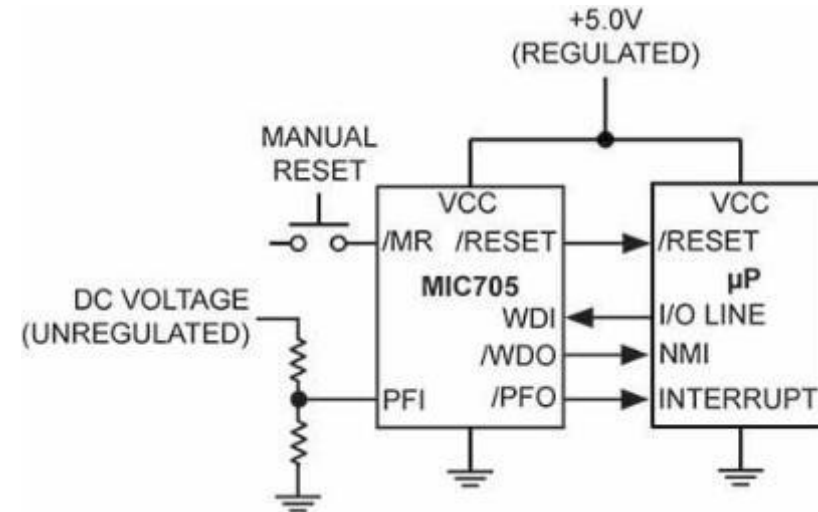 +5.0V
(REGULATED)
MANUAL
RESET
VCC
VCC
/MR
/RESET
/RESET
MIC705
µP
DC VOLTAGE
(UNREGULATED)
WDI
I/O LINE
/WDO
NMI
PFI
/PFO
INTERRUPT